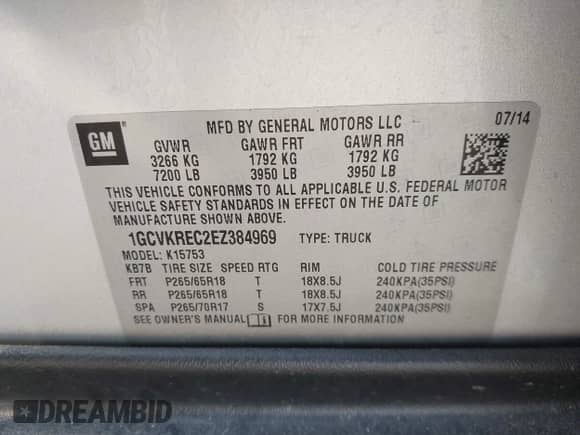 GM
MFD BY GENERAL MOTORS LLC 07/14
GVWR GAWR FRT GAWR RR
3266 KG 1792 KG 1792 KG
7200 LB 3950 LB 3950 LB
THIS VEHICLE CONFORMS TO ALL APPLICABLE U.S. FEDERAL MOTOR
VEHICLE SAFETY STANDARDS IN EFFECT ON THE DATE OF
MANUFACTURE SHOWN ABOVE.
1GCVKREC2EZ384969 TYPE: TRUCK
MODEL: K15753
KB7B TIRE SIZE SPEED RTG RIM COLD TIRE PRESSURE
FRT P265/65R18 T 18X8.5J 240KPA(35PSI)
RR P265/65R18 T 18X8.5J 240KPA(35PSI)
SPA P265/70R17 S 17X7.5J 240KPA(35PSI)
SEE OWNER'S MANUAL FOR MORE INFORMATION
DREAMBID